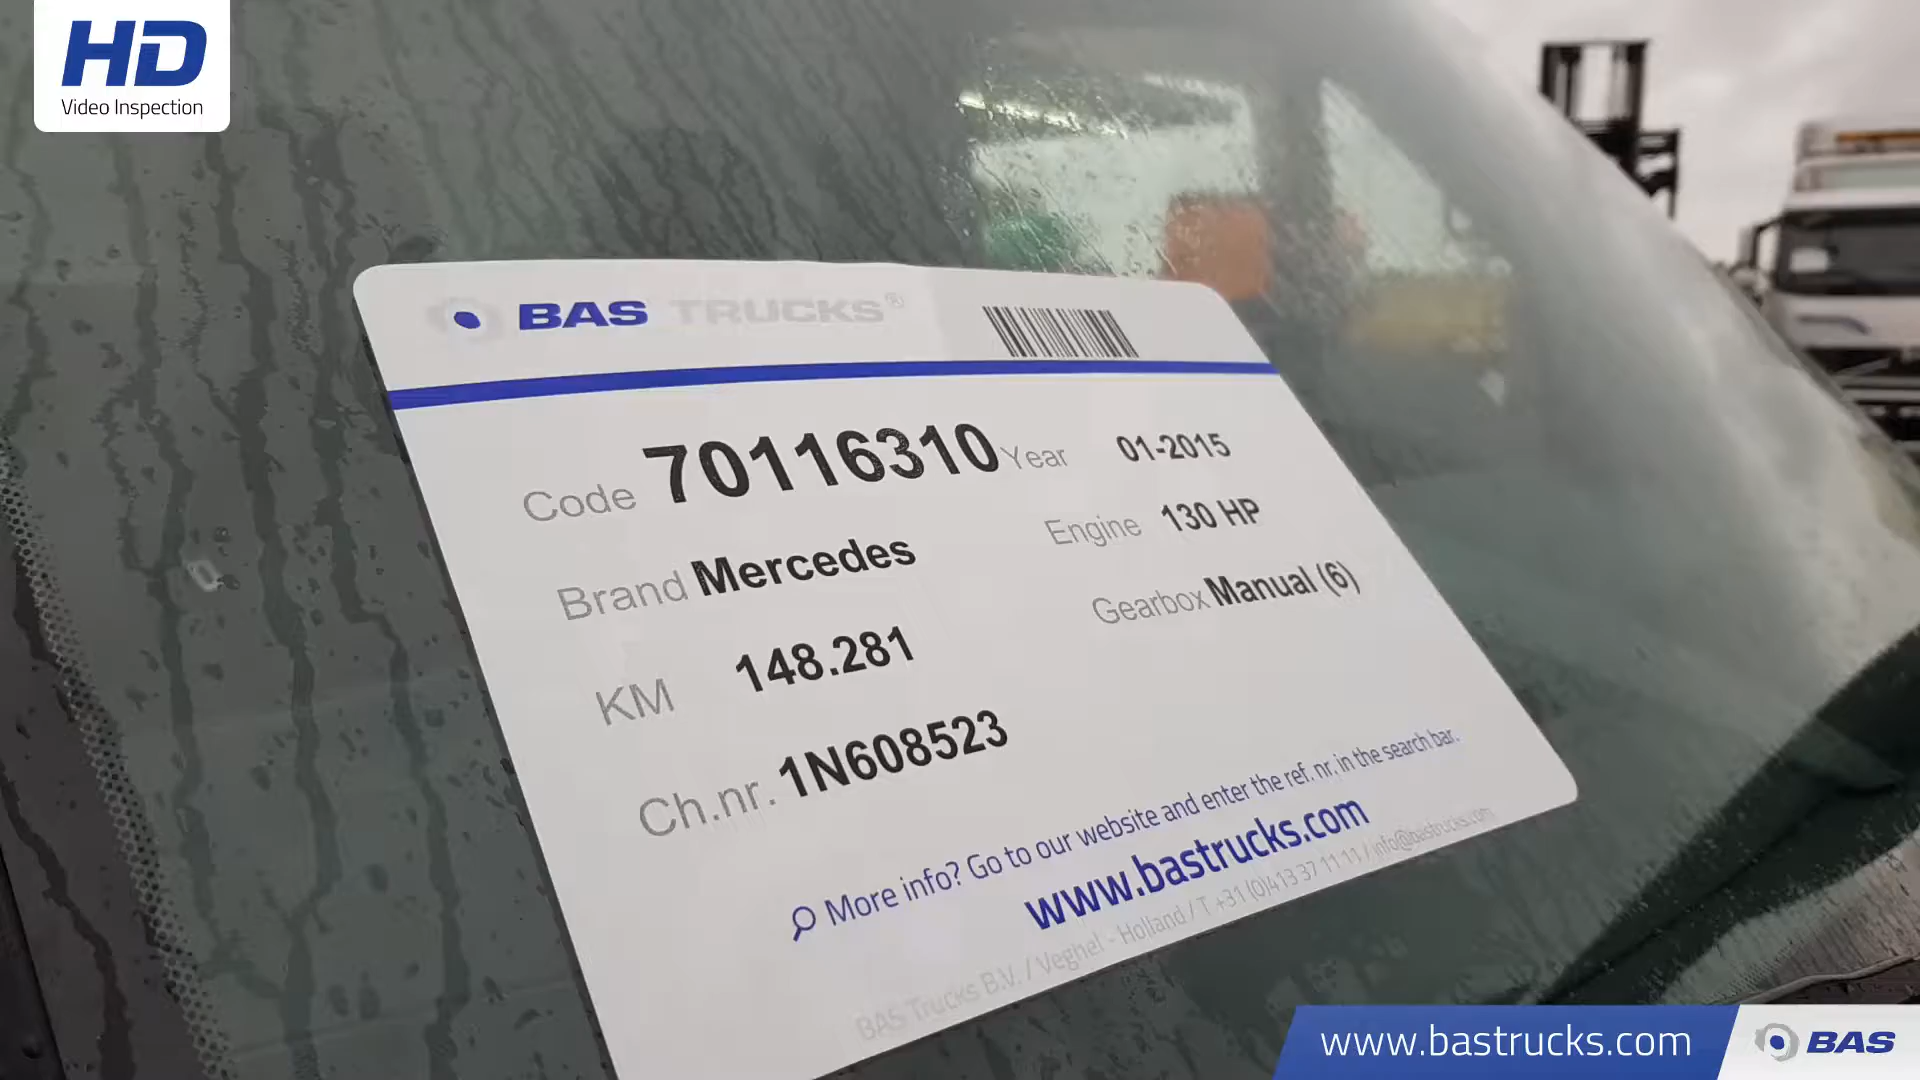 HD
Video Inspection
BAS TRUCKS®
Code 70116310 Year 01-2015
Brand Mercedes Engine 130 HP
KM 148.281 Gearbox Manual (6)
Ch.nr. 1N608523
More info? Go to our website and enter the ref. nr. in the search bar.
www.bastrucks.com
BAS Trucks B.V. / Veghel - Holland / T +31 (0)413 37 11 11 / info@bastrucks.com
www.bastrucks.com BAS